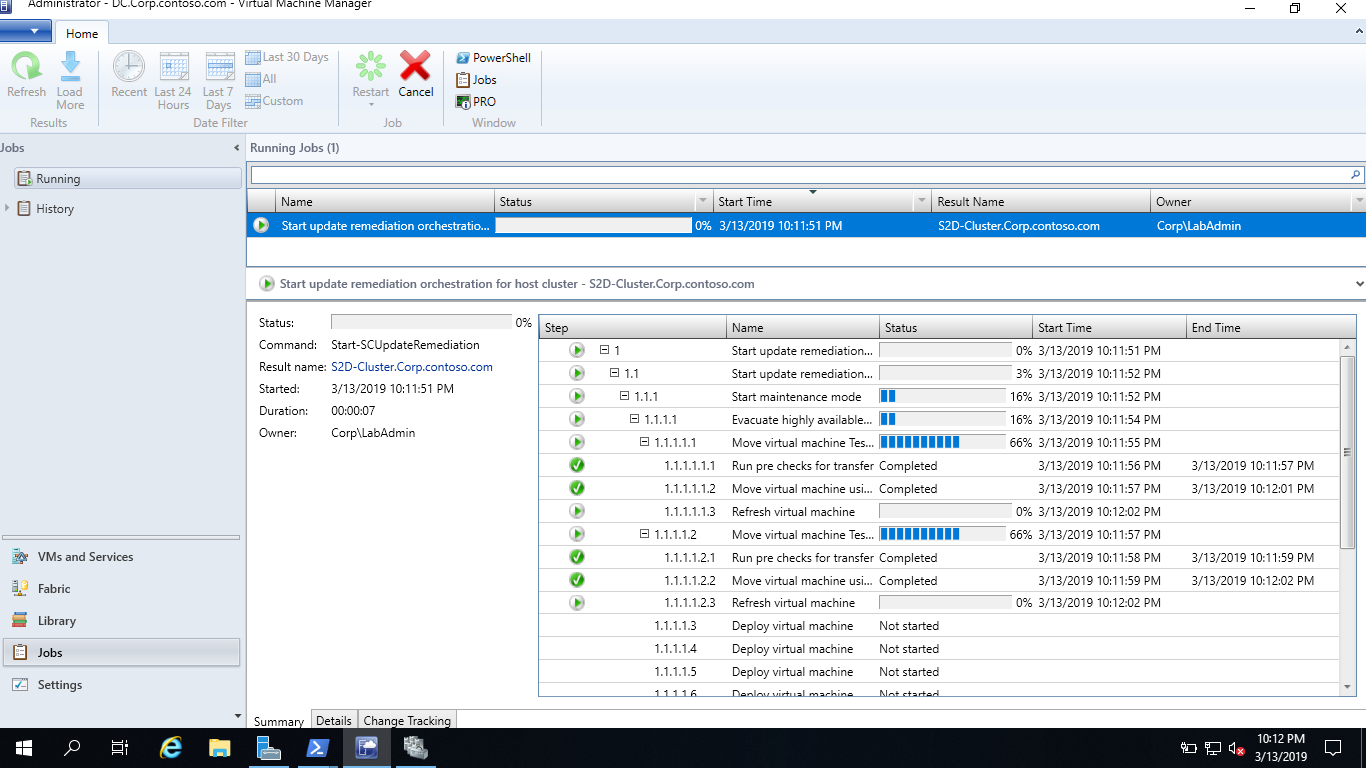 Administrator - DC.Corp.contoso.com - Virtual Machine Manager
Home
Refresh
Load More
Results
Recent
Last 24 Hours
Last 7 Days
Last 30 Days
All
Custom
Date Filter
Restart
Cancel
Job
PowerShell
Jobs
PRO
Window
Jobs
Running
History
VMs and Services
Fabric
Library
Jobs
Settings
Running Jobs (1)
Name Status Start Time Result Name Owner
Start update remediation orchestratio... 0% 3/13/2019 10:11:51 PM S2D-Cluster.Corp.contoso.com Corp\LabAdmin
Start update remediation orchestration for host cluster - S2D-Cluster.Corp.contoso.com
Status: 0%
Command: Start-SCUpdateRemediation
Result name: S2D-Cluster.Corp.contoso.com
Started: 3/13/2019 10:11:51 PM
Duration: 00:00:07
Owner: Corp\LabAdmin
Step Name Status Start Time End Time
1 Start update remediation... 0% 3/13/2019 10:11:51 PM
1.1 Start update remediation... 3% 3/13/2019 10:11:52 PM
1.1.1 Start maintenance mode 16% 3/13/2019 10:11:52 PM
1.1.1.1 Evacuate highly available... 16% 3/13/2019 10:11:54 PM
1.1.1.1.1 Move virtual machine Tes... 66% 3/13/2019 10:11:55 PM
1.1.1.1.1.1 Run pre checks for transfer Completed 3/13/2019 10:11:56 PM 3/13/2019 10:11:57 PM
1.1.1.1.1.2 Move virtual machine usi... Completed 3/13/2019 10:11:57 PM 3/13/2019 10:12:01 PM
1.1.1.1.1.3 Refresh virtual machine 0% 3/13/2019 10:12:02 PM
1.1.1.1.2 Move virtual machine Tes... 66% 3/13/2019 10:11:57 PM
1.1.1.1.2.1 Run pre checks for transfer Completed 3/13/2019 10:11:58 PM 3/13/2019 10:11:59 PM
1.1.1.1.2.2 Move virtual machine usi... Completed 3/13/2019 10:11:59 PM 3/13/2019 10:12:02 PM
1.1.1.1.2.3 Refresh virtual machine 0% 3/13/2019 10:12:02 PM
1.1.1.1.3 Deploy virtual machine Not started
1.1.1.1.4 Deploy virtual machine Not started
1.1.1.1.5 Deploy virtual machine Not started
1.1.1.1.6 Deploy virtual machine Not started
Summary Details Change Tracking
10:12 PM
3/13/2019